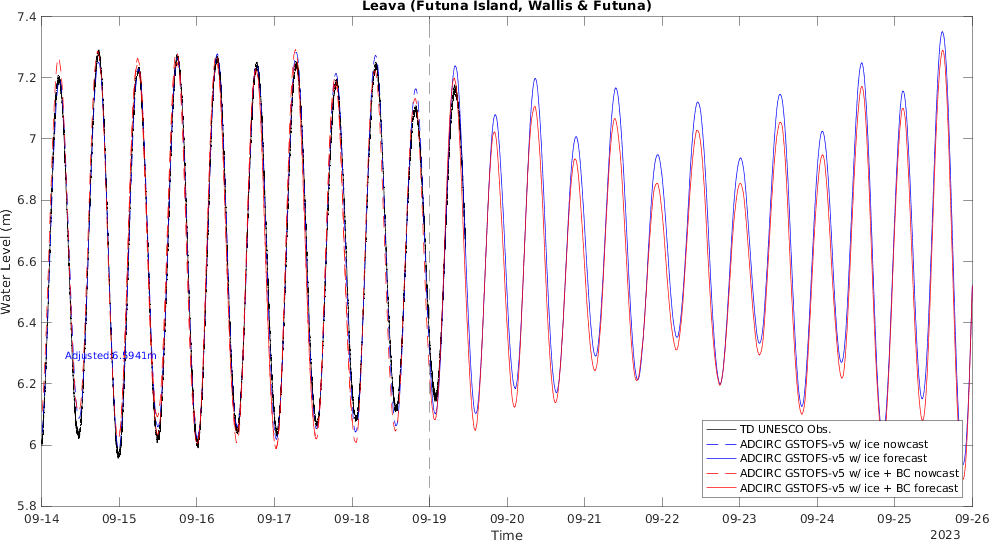 Leava (Futuna Island, Wallis & Futuna)
7.4
7.2
7
6.8
6.6
6.4
6.2
6
5.8
Water Level (m)
Adjusted:6.5941m
TD UNESCO Obs.
ADCIRC GSTOFS-v5 w/ ice nowcast
ADCIRC GSTOFS-v5 w/ ice forecast
ADCIRC GSTOFS-v5 w/ ice + BC nowcast
ADCIRC GSTOFS-v5 w/ ice + BC forecast
09-14 09-15 09-16 09-17 09-18 09-19 09-20 09-21 09-22 09-23 09-24 09-25 09-26
Time
2023